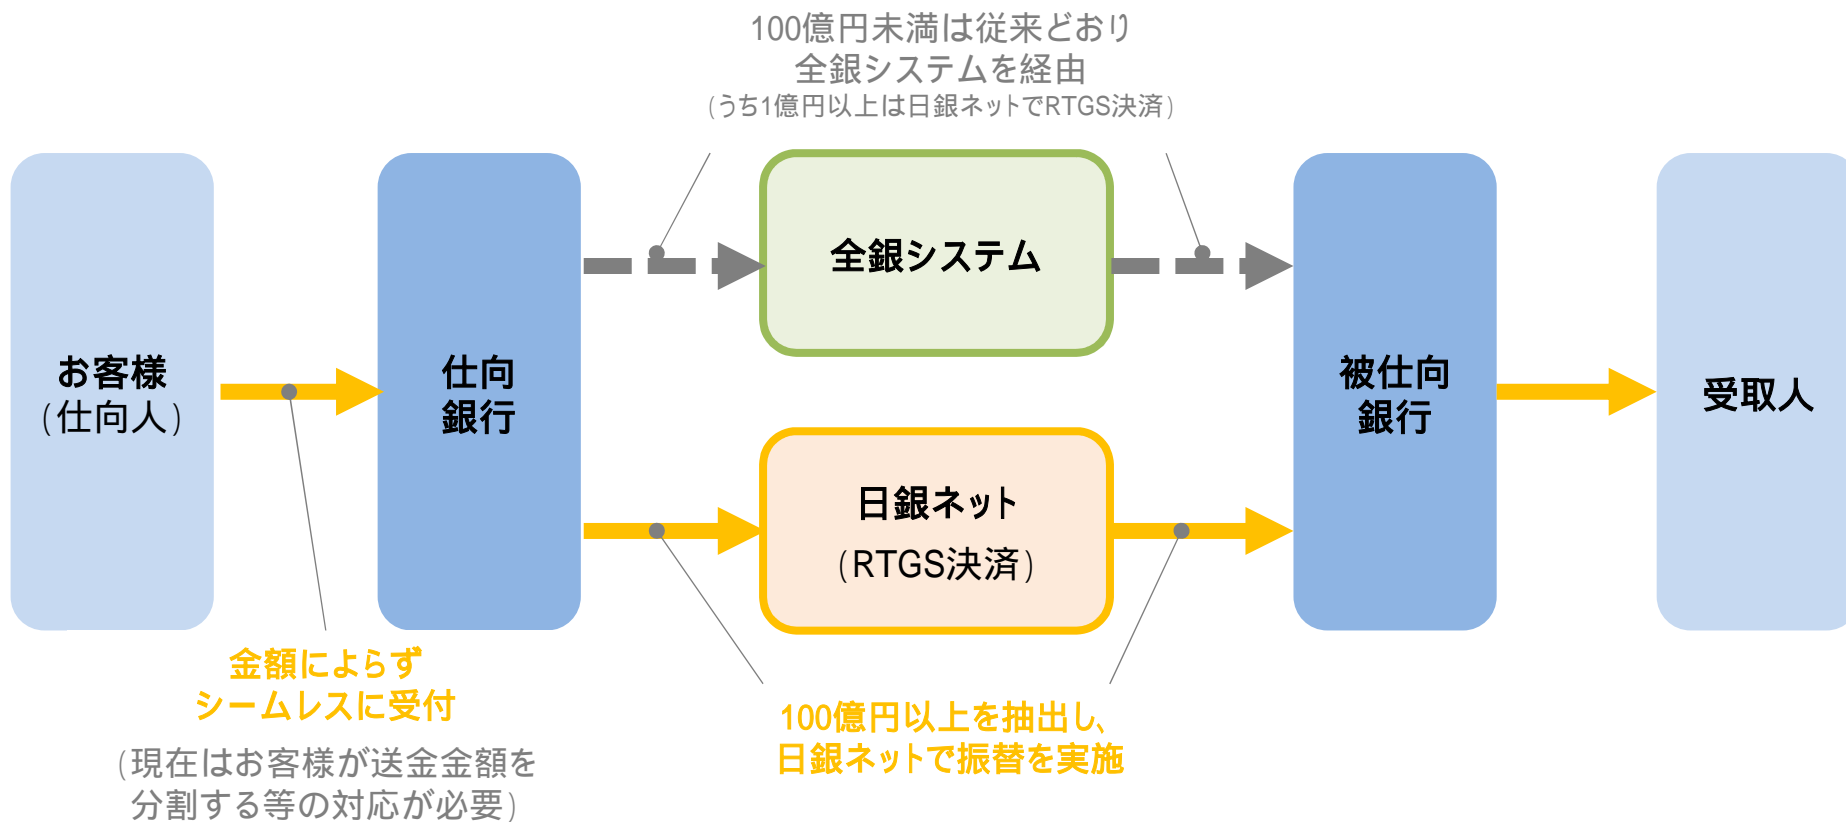 100億円未満は従来どおり
全銀システムを経由
(うち1億円以上は日銀ネットでRTGS決済)
お客様
(仕向人)
仕向
銀行
全銀システム
日銀ネット
(RTGS決済)
被仕向
銀行
受取人
金額によらず
シームレスに受付
(現在はお客様が送金金額を
分割する等の対応が必要)
100億円以上を抽出し、
日銀ネットで振替を実施